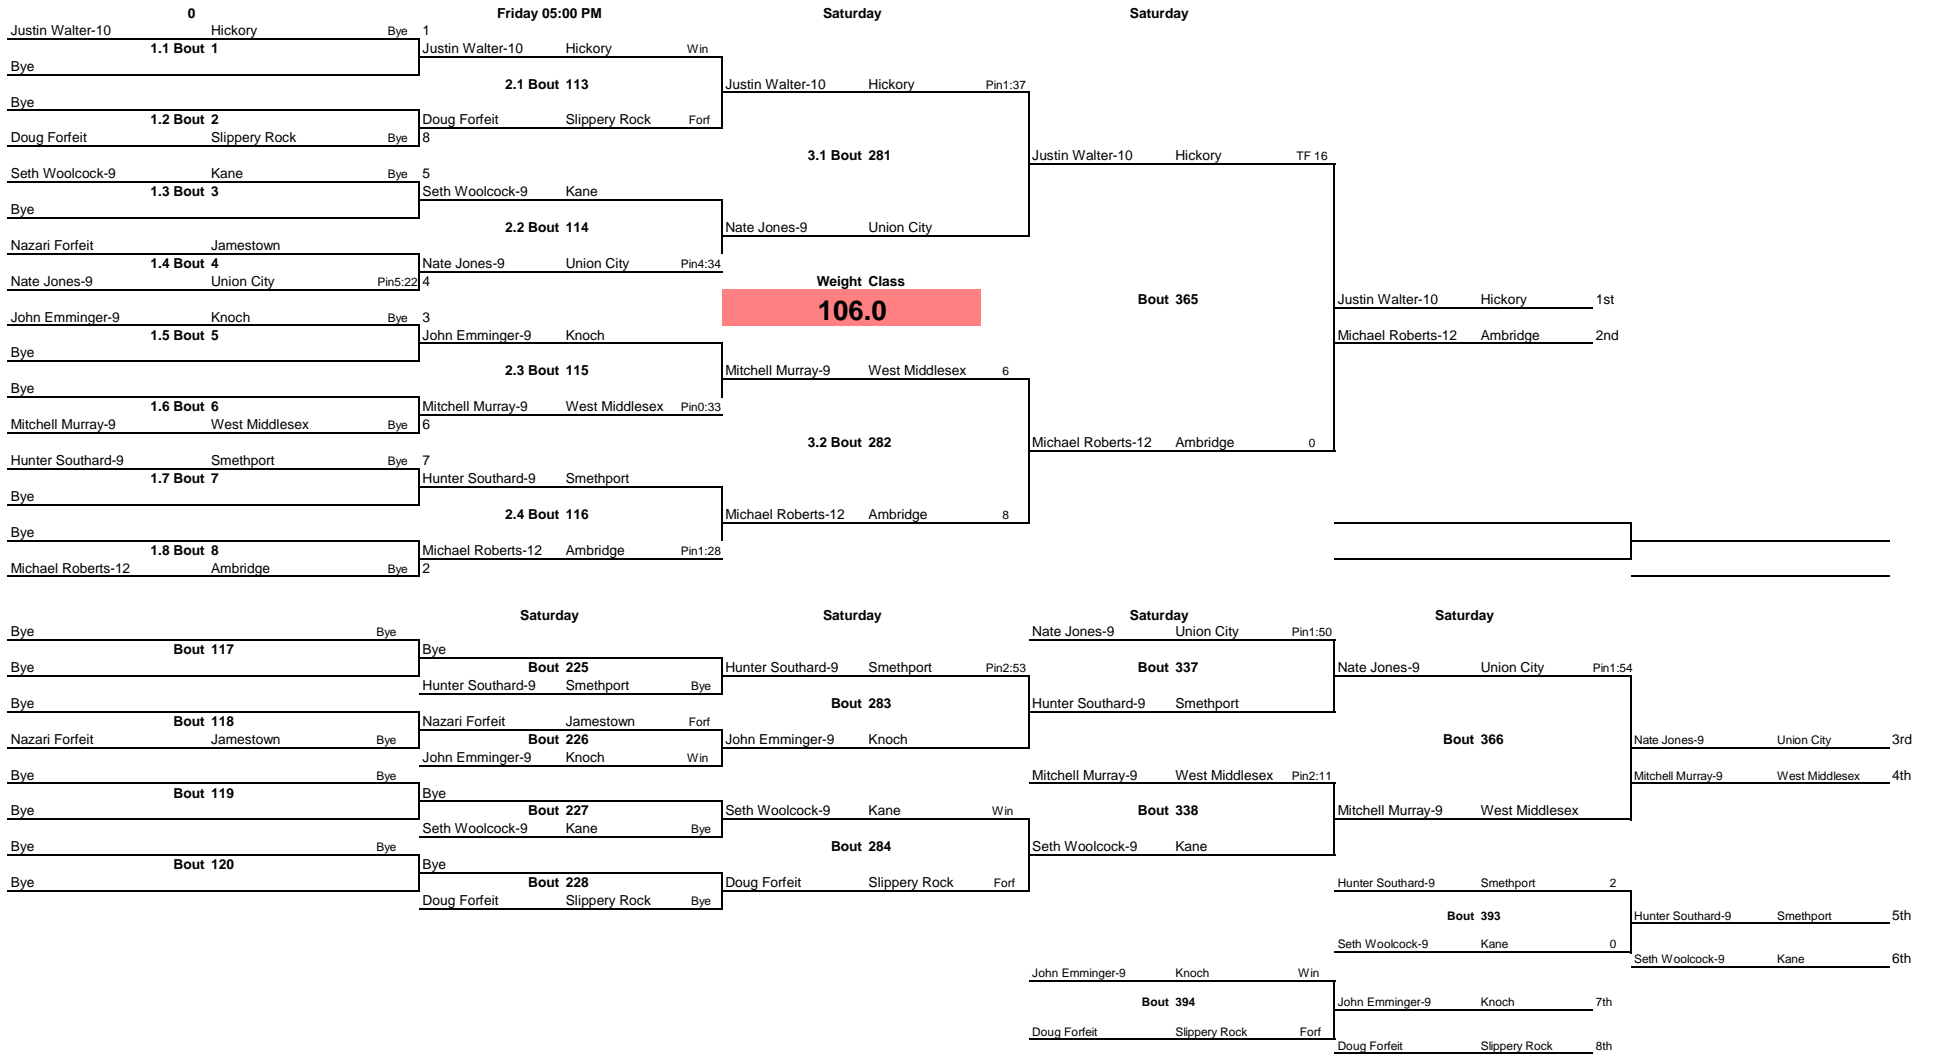 0 Friday 05:00 PM Saturday Saturday
Justin Walter-10 Hickory Bye 1
1.1 Bout 1 Justin Walter-10 Hickory Win
Bye
2.1 Bout 113 Justin Walter-10 Hickory Pin1:37
Bye
1.2 Bout 2 Doug Forfeit Slippery Rock Forf
Doug Forfeit Slippery Rock Bye 8
3.1 Bout 281 Justin Walter-10 Hickory TF 16
Seth Woolcock-9 Kane Bye 5
1.3 Bout 3 Seth Woolcock-9 Kane
Bye
2.2 Bout 114 Nate Jones-9 Union City
Nazari Forfeit Jamestown
1.4 Bout 4 Nate Jones-9 Union City Pin4:34
Nate Jones-9 Union City Pin5:22 4 Weight Class
106.0 Bout 365 Justin Walter-10 Hickory 1st
John Emminger-9 Knoch Bye 3
1.5 Bout 5 John Emminger-9 Knoch Michael Roberts-12 Ambridge 2nd
Bye
2.3 Bout 115 Mitchell Murray-9 West Middlesex 6
Bye
1.6 Bout 6 Mitchell Murray-9 West Middlesex Pin0:33
Mitchell Murray-9 West Middlesex Bye 6
3.2 Bout 282 Michael Roberts-12 Ambridge 0
Hunter Southard-9 Smethport Bye 7
1.7 Bout 7 Hunter Southard-9 Smethport
Bye
2.4 Bout 116 Michael Roberts-12 Ambridge 8
Bye
1.8 Bout 8 Michael Roberts-12 Ambridge Pin1:28
Michael Roberts-12 Ambridge Bye 2
Saturday Saturday Saturday Saturday
Bye Bye Nate Jones-9 Union City Pin1:50
Bout 117 Bye
Bye Bout 225 Hunter Southard-9 Smethport Pin2:53 Bout 337 Nate Jones-9 Union City Pin1:54
Hunter Southard-9 Smethport Bye
Bye Bout 283 Hunter Southard-9 Smethport
Bout 118 Nazari Forfeit Jamestown Forf
Nazari Forfeit Jamestown Bye Bout 226 John Emminger-9 Knoch Bout 366 Nate Jones-9 Union City 3rd
John Emminger-9 Knoch Win
Bye Bye Mitchell Murray-9 West Middlesex Pin2:11 Mitchell Murray-9 West Middlesex 4th
Bout 119 Bye
Bye Bout 227 Seth Woolcock-9 Kane Win Bout 338 Mitchell Murray-9 West Middlesex
Seth Woolcock-9 Kane Bye
Bye Bye Bout 284 Seth Woolcock-9 Kane
Bout 120 Bye
Bye Bout 228 Doug Forfeit Slippery Rock Forf Hunter Southard-9 Smethport 2
Doug Forfeit Slippery Rock Bye
Bout 393 Hunter Southard-9 Smethport 5th
Seth Woolcock-9 Kane 0
Seth Woolcock-9 Kane 6th
John Emminger-9 Knoch Win
Bout 394 John Emminger-9 Knoch 7th
Doug Forfeit Slippery Rock Forf
Doug Forfeit Slippery Rock 8th